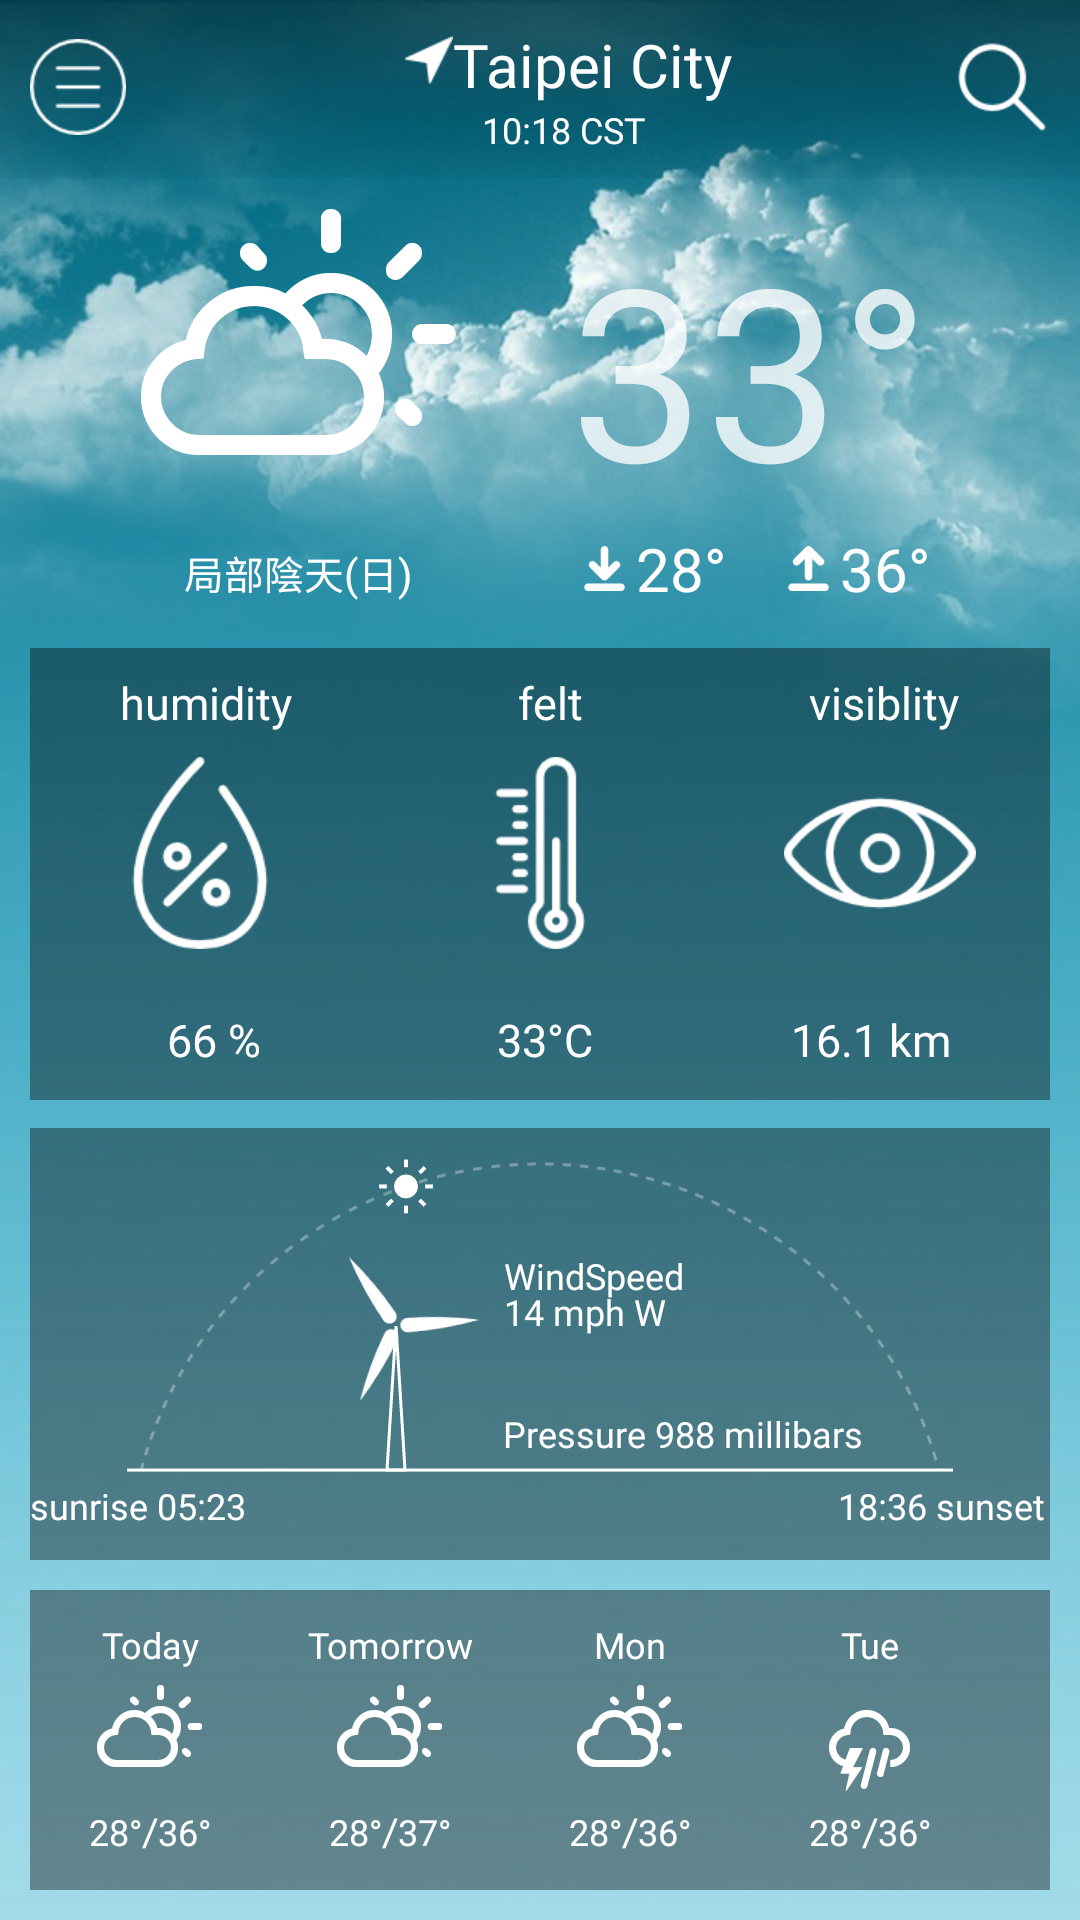 Taipei City
10:18 CST
33°
局部陰天(日)
28° 36°
humidity felt visiblity
66 % 33°C 16.1 km
WindSpeed
14 mph W
Pressure 988 millibars
sunrise 05:23 18:36 sunset
Today Tomorrow Mon Tue
28°/36° 28°/37° 28°/36° 28°/36°